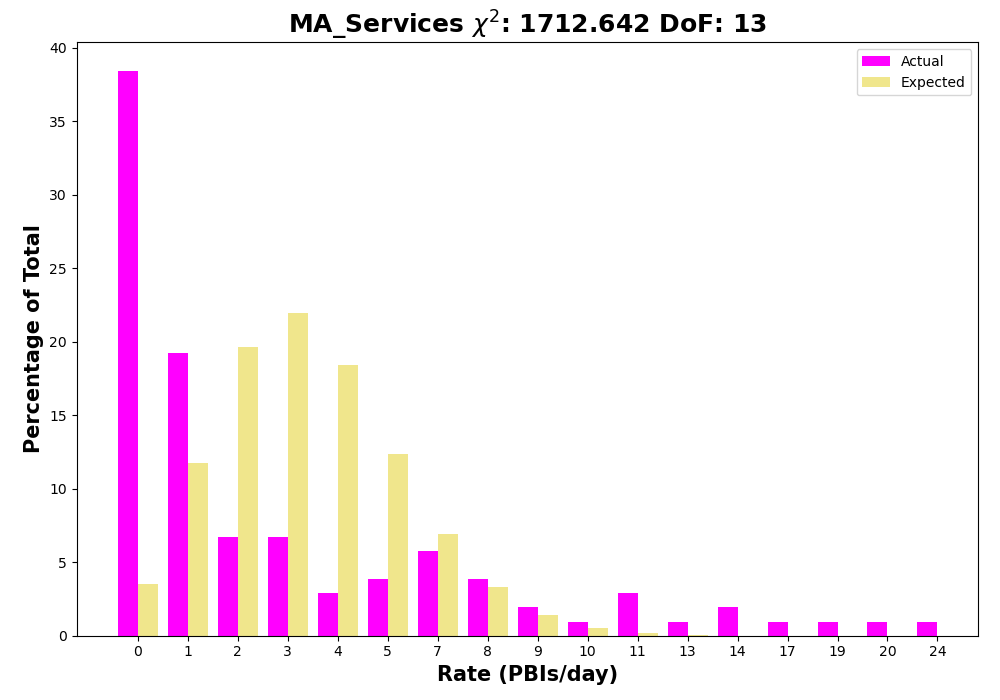 MA_Services χ²: 1712.642 DoF: 13
Actual
Expected
Percentage of Total
40
35
30
25
20
15
10
5
0
0 1 2 3 4 5 7 8 9 10 11 13 14 17 19 20 24
Rate (PBIs/day)